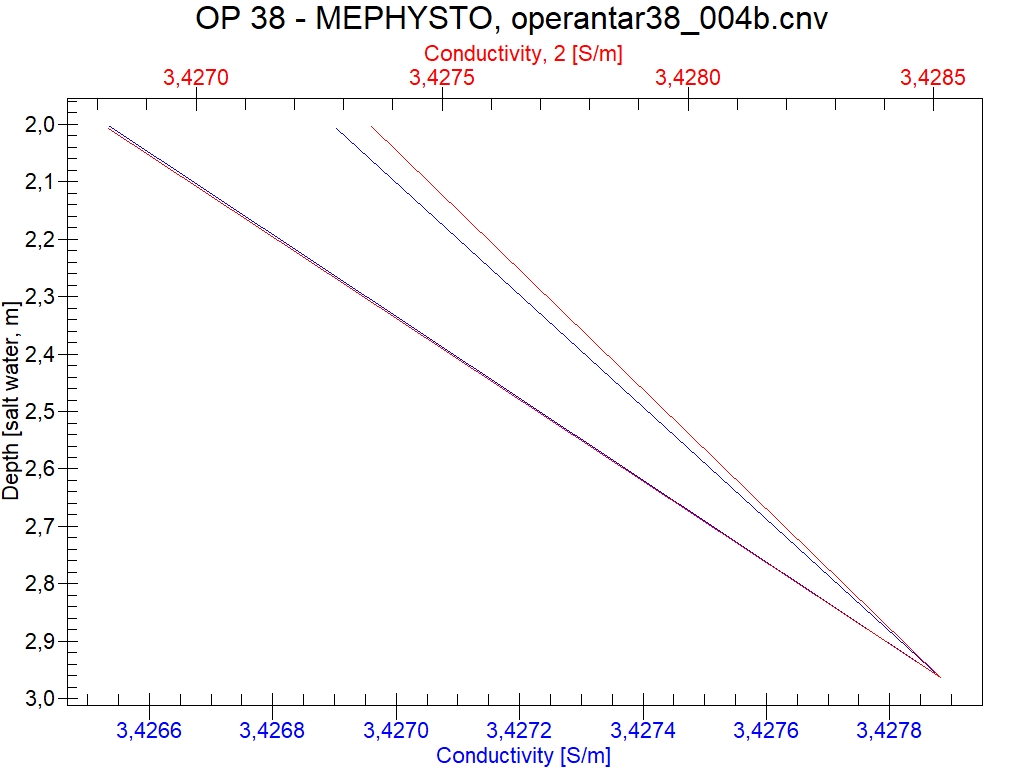 OP 38 - MEPHYSTO, operantar38_004b.cnv
Conductivity, 2 [S/m]
3,4270 3,4275 3,4280 3,4285
Depth [salt water, m]
2,0
2,1
2,2
2,3
2,4
2,5
2,6
2,7
2,8
2,9
3,0
3,4266 3,4268 3,4270 3,4272 3,4274 3,4276 3,4278
Conductivity [S/m]